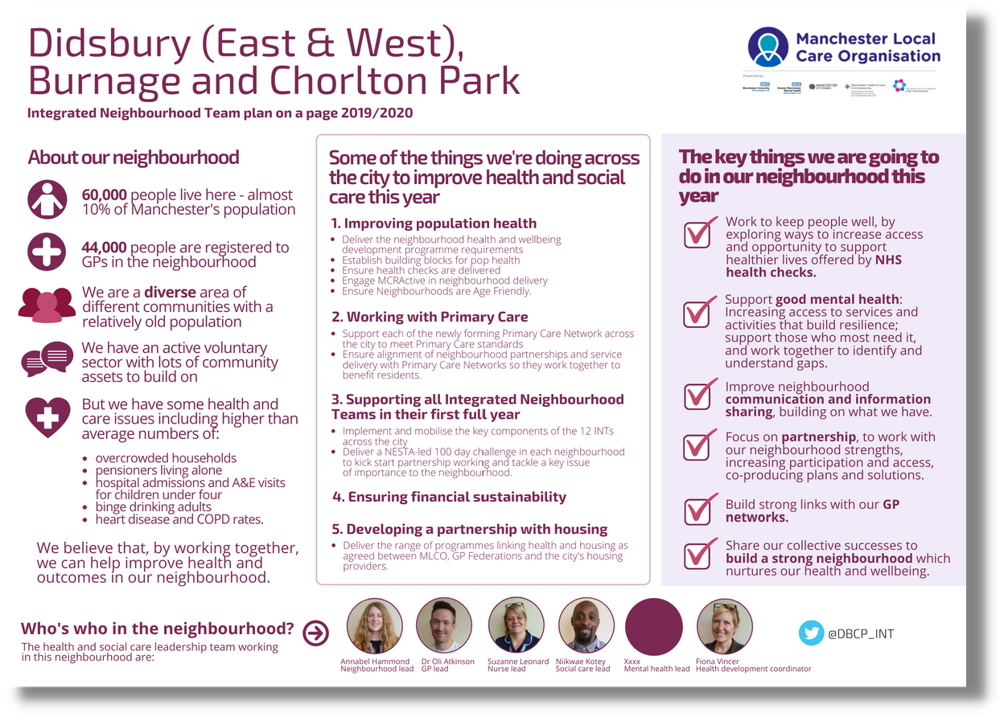 Didsbury (East & West),
Burnage and Chorlton Park
Integrated Neighbourhood Team plan on a page 2019/2020
Manchester Local
Care Organisation
Powered by:
NHS
Manchester University
NHS
Greater Manchester
Mental Health
MANCHESTER
CITY COUNCIL
Manchester Health & Care
Commissioning
About our neighbourhood
60,000 people live here - almost
10% of Manchester's population
44,000 people are registered to
GPs in the neighbourhood
We are a diverse area of
different communities with a
relatively old population
We have an active voluntary
sector with lots of community
assets to build on
But we have some health and
care issues including higher than
average numbers of:
• overcrowded households
• pensioners living alone
• hospital admissions and A&E visits
for children under four
• binge drinking adults
• heart disease and COPD rates.
We believe that, by working together,
we can help improve health and
outcomes in our neighbourhood.
Some of the things we're doing across
the city to improve health and social
care this year
1. Improving population health
• Deliver the neighbourhood health and wellbeing
development programme requirements
• Establish building blocks for pop health
• Ensure health checks are delivered
• Engage MCRActive in neighbourhood delivery
• Ensure Neighbourhoods are Age Friendly.
2. Working with Primary Care
• Support each of the newly forming Primary Care Network across
the city to meet Primary Care standards
• Ensure alignment of neighbourhood partnerships and service
delivery with Primary Care Networks so they work together to
benefit residents.
3. Supporting all Integrated Neighbourhood
Teams in their first full year
• Implement and mobilise the key components of the 12 INTs
across the city
• Deliver a NESTA-led 100 day challenge in each neighbourhood
to kick start partnership working and tackle a key issue
of importance to the neighbourhood.
4. Ensuring financial sustainability
5. Developing a partnership with housing
• Deliver the range of programmes linking health and housing as
agreed between MLCO, GP Federations and the city's housing
providers.
The key things we are going to
do in our neighbourhood this
year
Work to keep people well, by
exploring ways to increase access
and opportunity to support
healthier lives offered by NHS
health checks.
Support good mental health:
Increasing access to services and
activities that build resilience;
support those who most need it,
and work together to identify and
understand gaps.
Improve neighbourhood
communication and information
sharing, building on what we have.
Focus on partnership, to work with
our neighbourhood strengths,
increasing participation and access,
co-producing plans and solutions.
Build strong links with our GP
networks.
Share our collective successes to
build a strong neighbourhood which
nurtures our health and wellbeing.
Who's who in the neighbourhood?
The health and social care leadership team working
in this neighbourhood are:
Annabel Hammond
Neighbourhood lead
Dr Oli Atkinson
GP lead
Suzanne Leonard
Nurse lead
Niikwae Kotey
Social care lead
Xxxx
Mental health lead
Fiona Vincer
Health development coordinator
@DBCP_INT